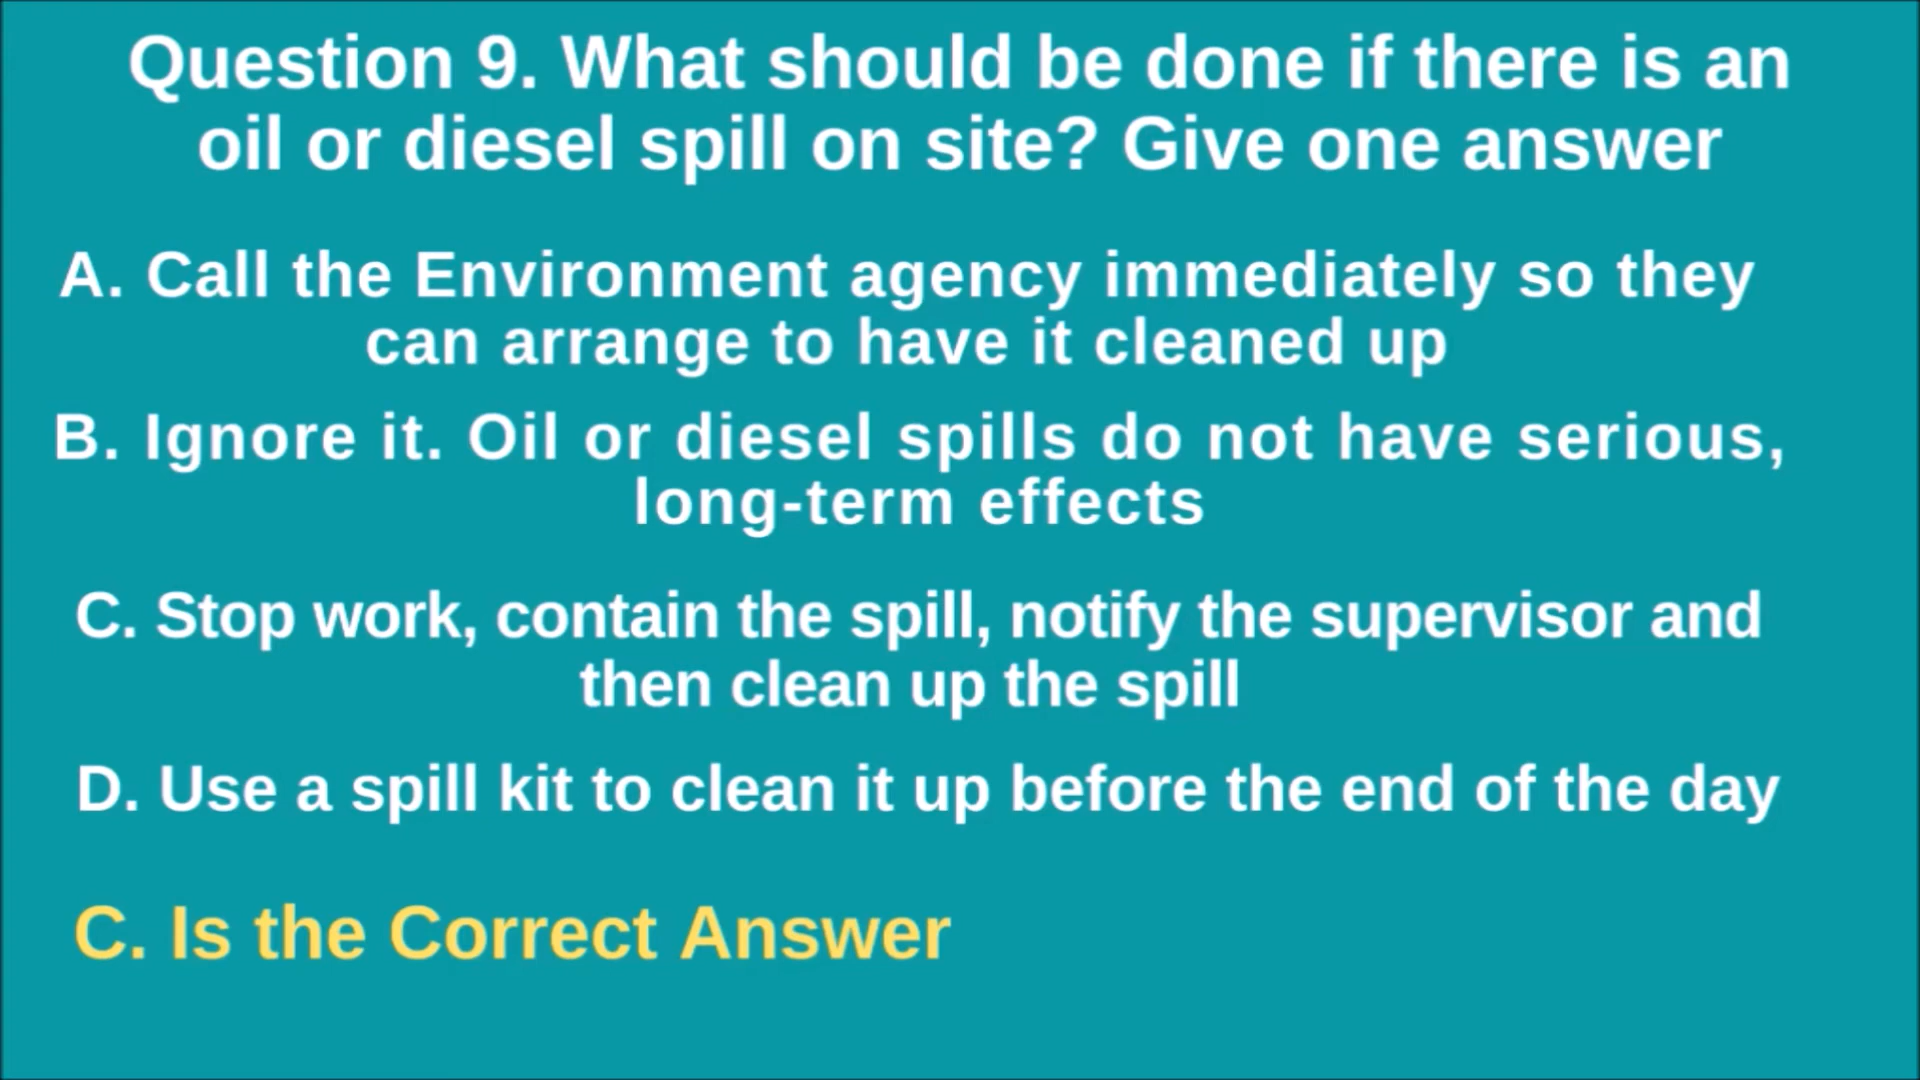 Question 9. What should be done if there is an
oil or diesel spill on site? Give one answer
A. Call the Environment agency immediately so they
can arrange to have it cleaned up
B. Ignore it. Oil or diesel spills do not have serious,
long-term effects
C. Stop work, contain the spill, notify the supervisor and
then clean up the spill
D. Use a spill kit to clean it up before the end of the day
C. Is the Correct Answer